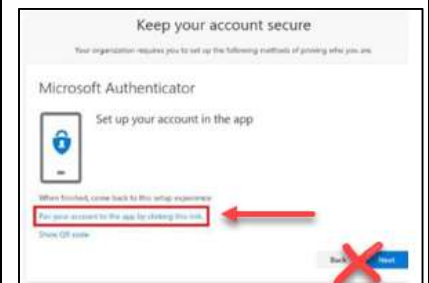 Keep your account secure
Your organization requires you to set up the following methods of proving who you are.
Microsoft Authenticator
Set up your account in the app
When finished, come back to this setup experience.
Pair your account to the app by clicking this link.
Show QR code
Back
Next